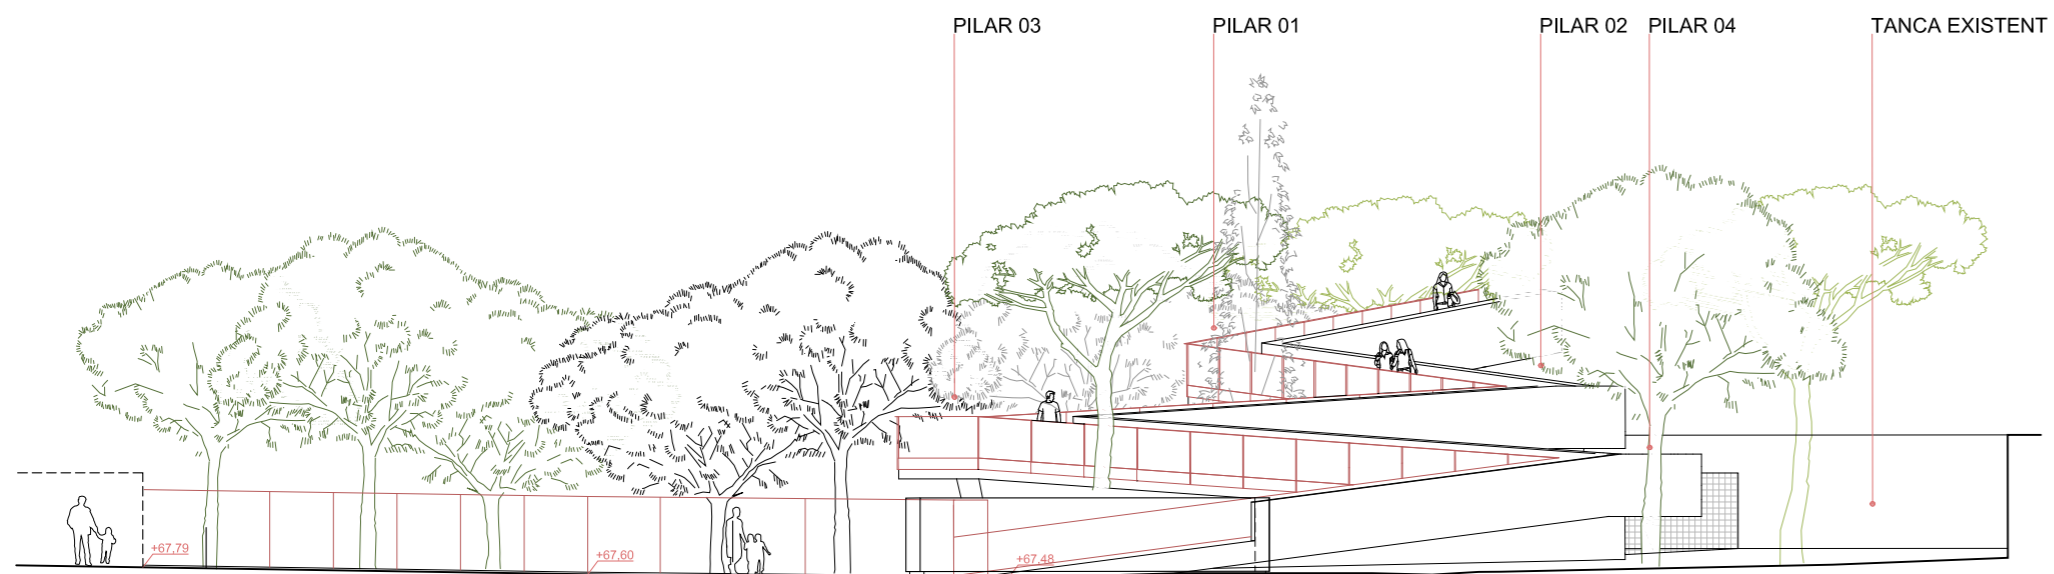 PILAR 03
PILAR 01
PILAR 02
PILAR 04
TANCA EXISTENT
+67,79
+67,60
+67,48